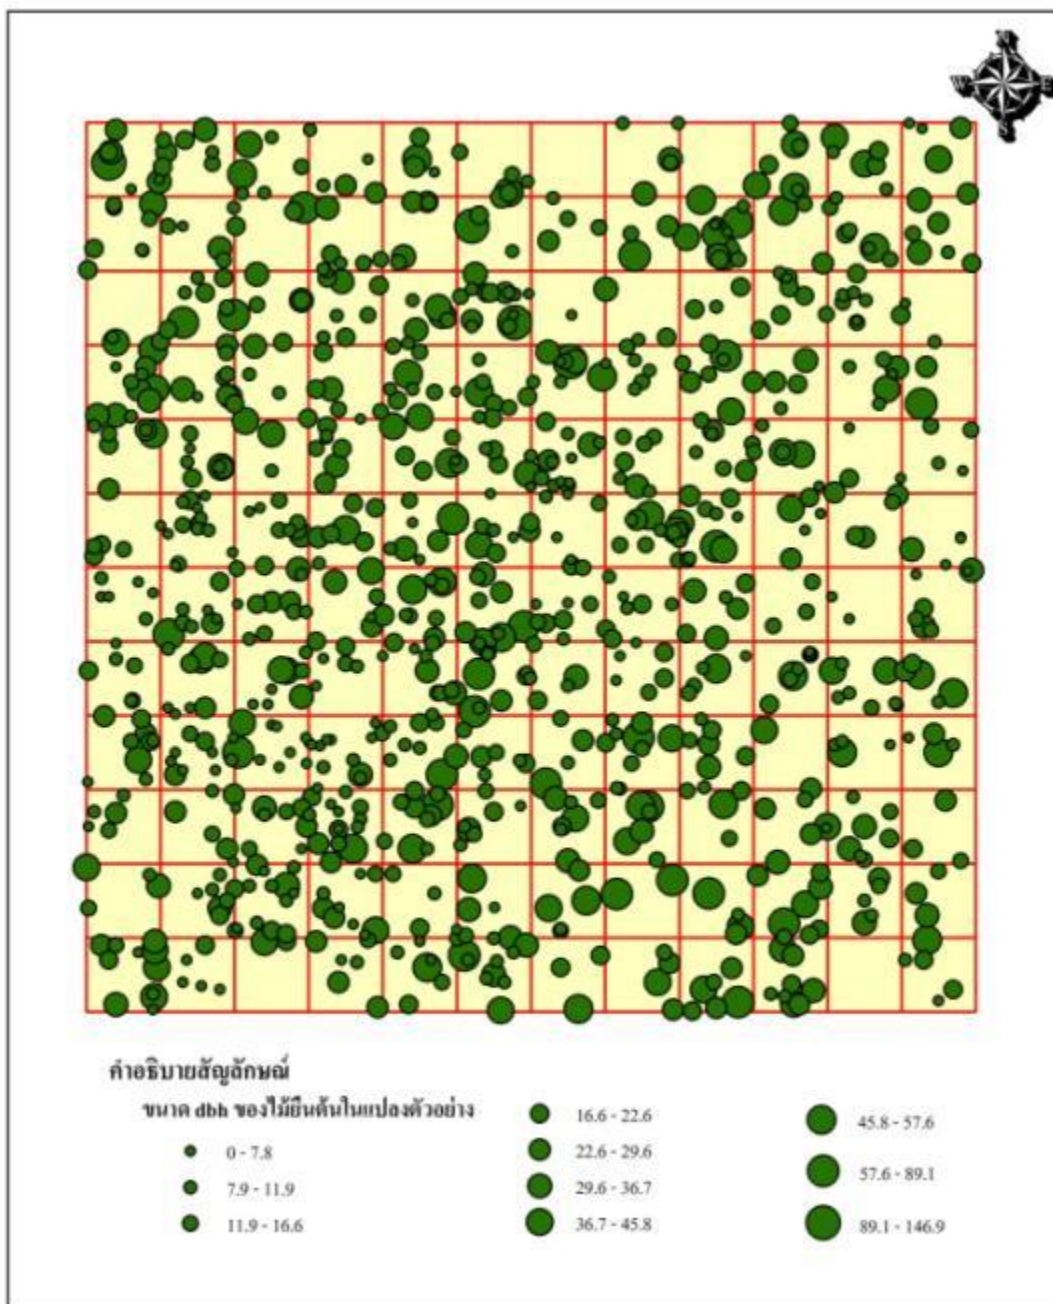 N
W
E
S
คำอธิบายสัญลักษณ์
ขนาด dbh ของไม้ยืนต้นในแปลงตัวอย่าง
0 - 7.8
7.9 - 11.9
11.9 - 16.6
16.6 - 22.6
22.6 - 29.6
29.6 - 36.7
36.7 - 45.8
45.8 - 57.6
57.6 - 89.1
89.1 - 146.9